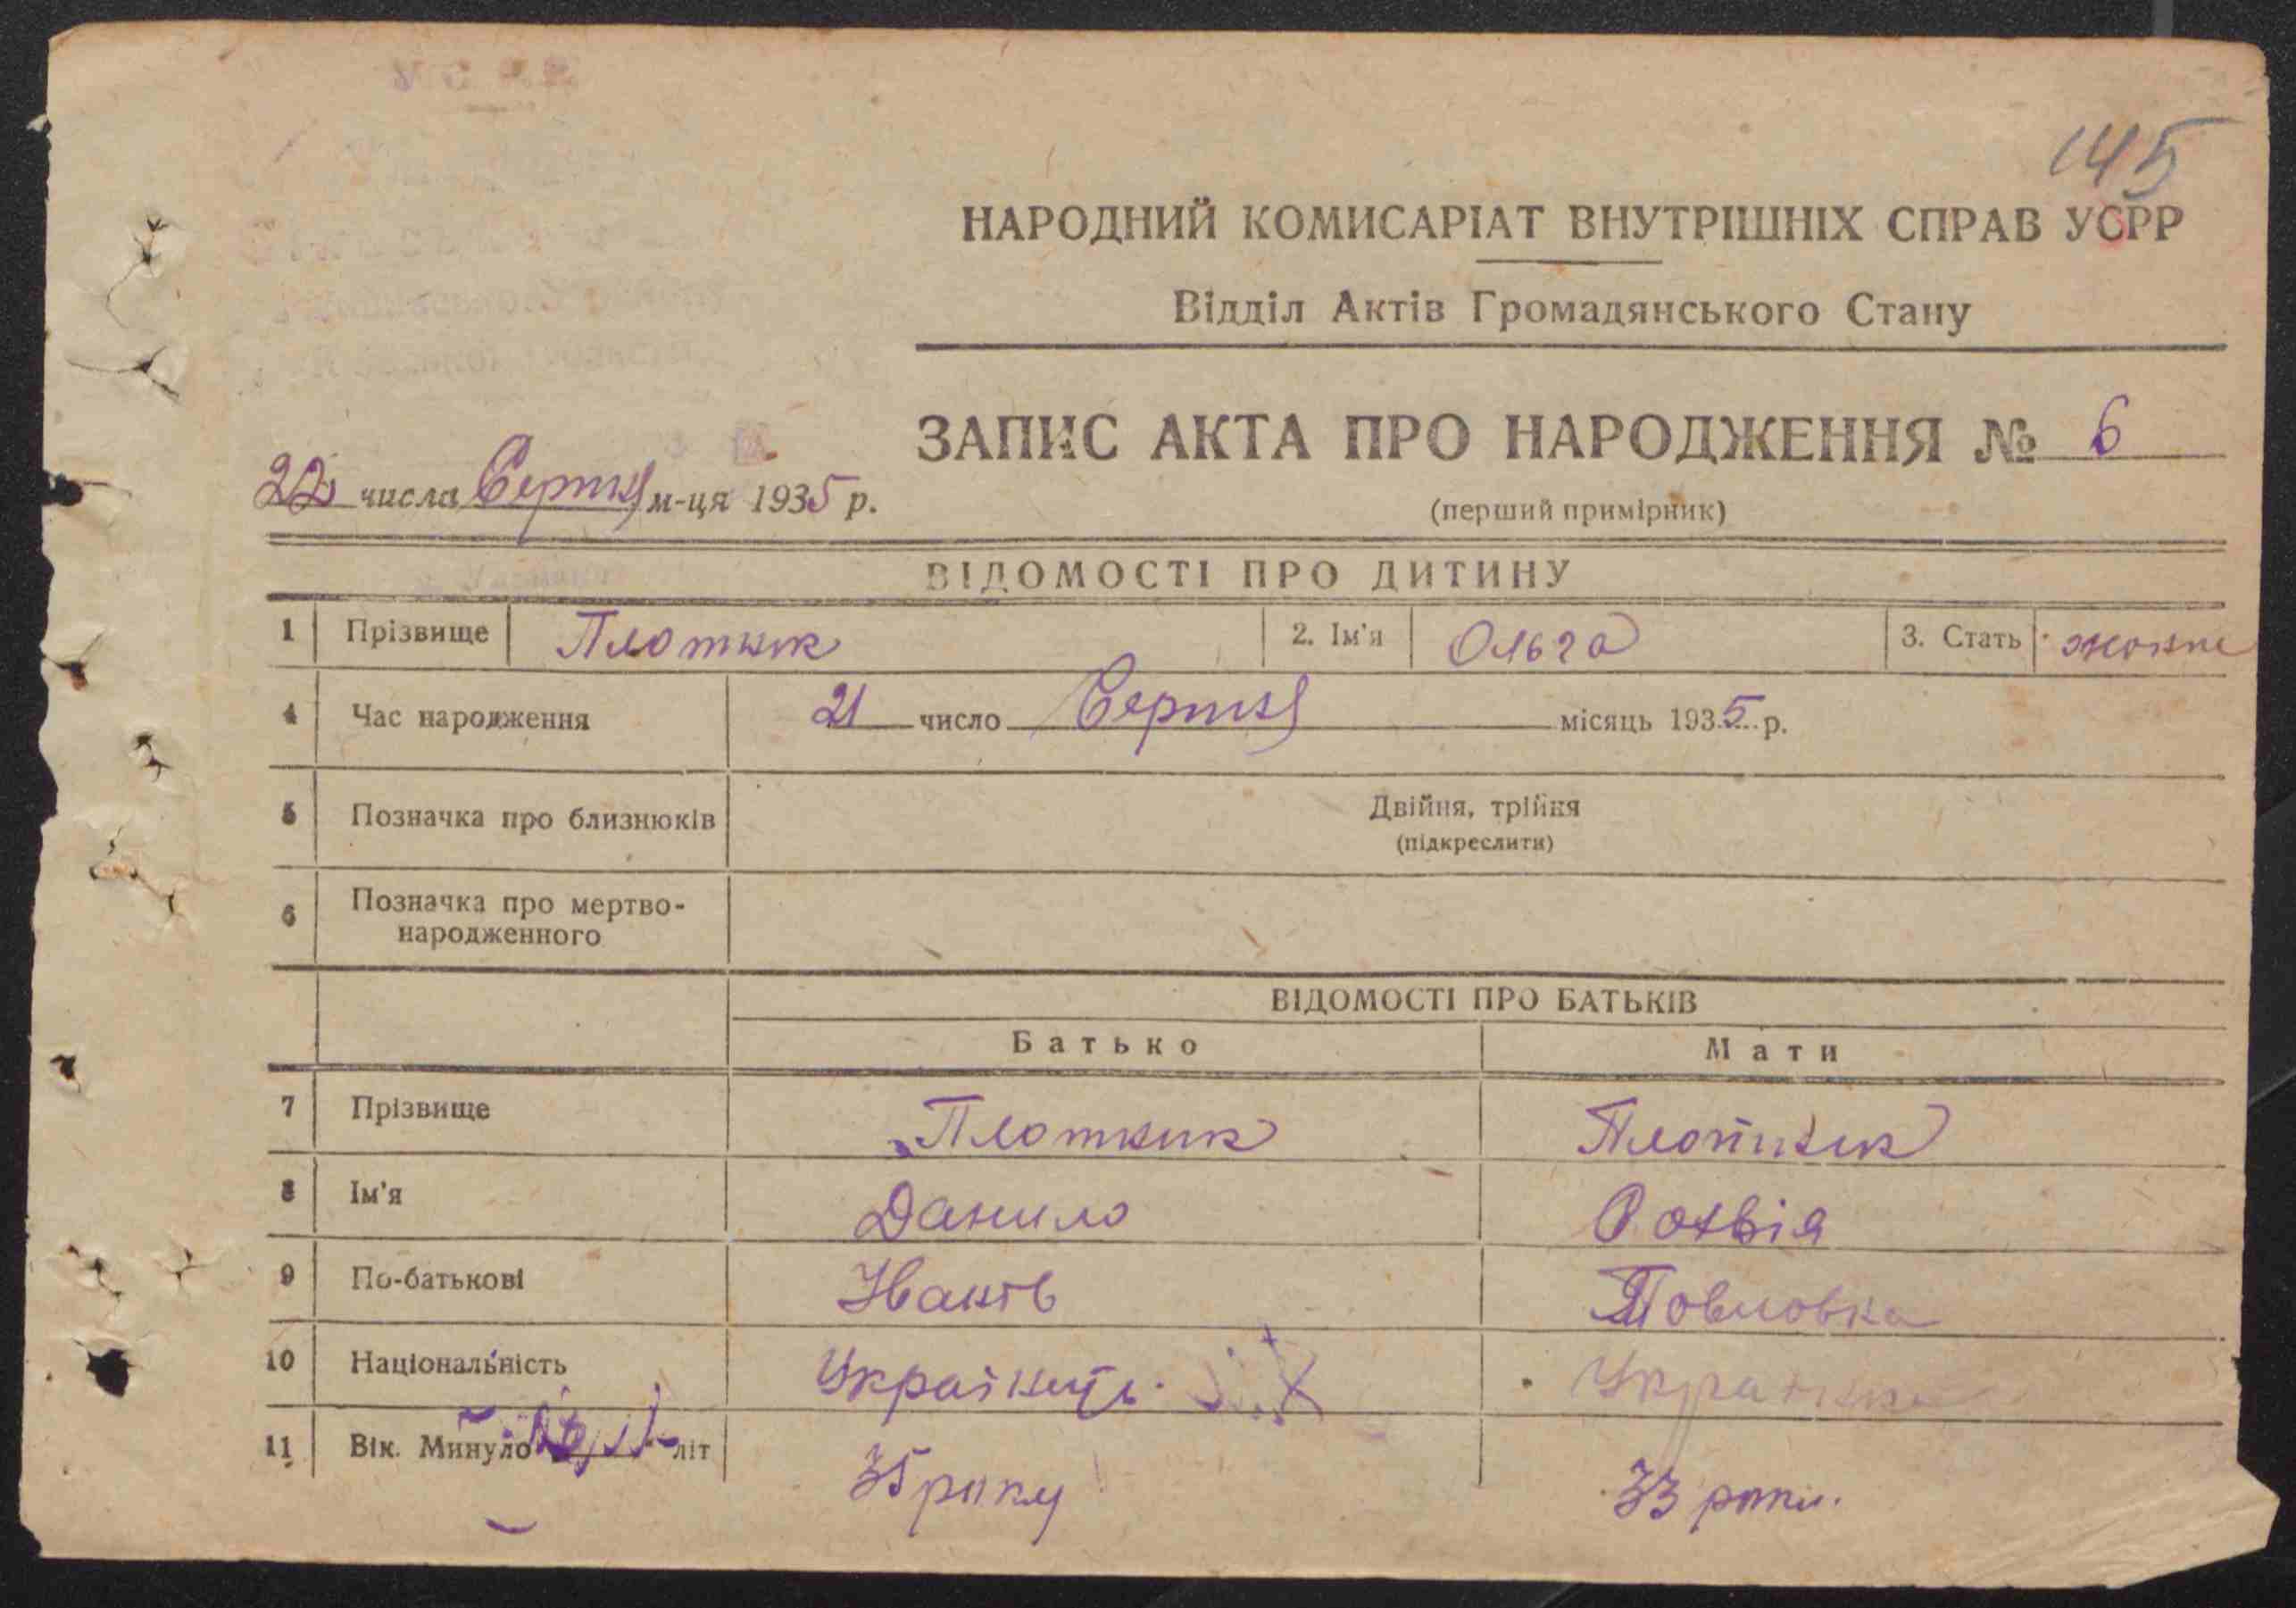 145
НАРОДНИЙ КОМИСАРІАТ ВНУТРІШНІХ СПРАВ УСРР
Відділ Актів Громадянського Стану
ЗАПИС АКТА ПРО НАРОДЖЕННЯ № 6
(перший примірник)
22 числа Серпня м-ця 1935 р.
ВІДОМОСТІ ПРО ДИТИНУ
1 Прізвище Плотник 2. Ім'я Ольга 3. Стать
4 Час народження 21 число Серпня місяць 1935 р.
5 Позначка про близнюків Двійня, трійня
(підкреслити)
6 Позначка про мертво-
народженного
ВІДОМОСТІ ПРО БАТЬКІВ
Батько Мати
7 Прізвище Плотник Плотник
8 Ім'я Данило
9 По-батькові Іванів
10 Національність Українець Українка
11 Вік. Минуло літ 35 року 33 роки.